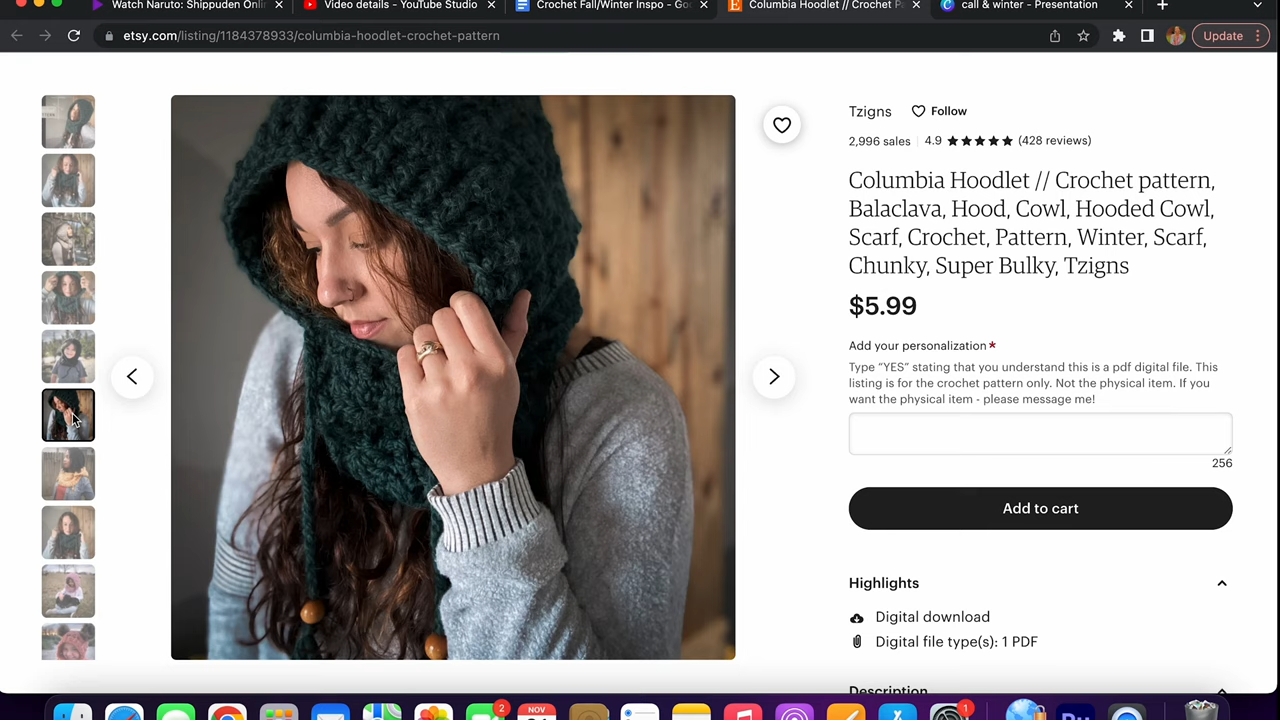 Watch Naruto: Shippuden Onli
Video details - YouTube Studio
Crochet Fall/Winter Inspo - Go
Columbia Hoodlet // Crochet P
call & winter - Presentation
etsy.com/listing/1184378933/columbia-hoodlet-crochet-pattern
Update
Tzigns
Follow
2,996 sales
4.9
(428 reviews)
Columbia Hoodlet // Crochet pattern,
Balaclava, Hood, Cowl, Hooded Cowl,
Scarf, Crochet, Pattern, Winter, Scarf,
Chunky, Super Bulky, Tzigns
$5.99
Add your personalization *
Type “YES” stating that you understand this is a pdf digital file. This
listing is for the crochet pattern only. Not the physical item. If you
want the physical item - please message me!
256
Add to cart
Highlights
Digital download
Digital file type(s): 1 PDF
Description
2
NOV
1